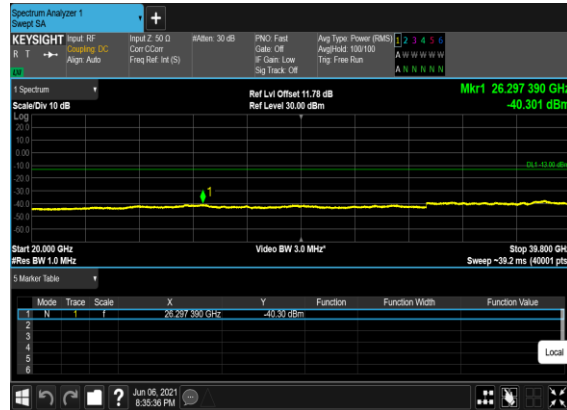 Spectrum Analyzer 1
Swept SA
KEYSIGHT
R T
Input: RF
Coupling: DC
Align: Auto
Input Z: 50 Ω
Corr CCorr
Freq Ref: Int (S)
#Atten: 30 dB
PNO: Fast
Gate: Off
IF Gain: Low
Sig Track: Off
Avg Type: Power (RMS)
Avg|Hold: 100/100
Trig: Free Run
1 2 3 4 5 6
A W W W W W
A N N N N N
1 Spectrum
Scale/Div 10 dB
Ref Lvl Offset 11.78 dB
Ref Level 30.00 dBm
Mkr1 26.297 390 GHz
-40.301 dBm
Log
20.0
10.0
0.00
-10.0
-20.0
-30.0
-40.0
-50.0
-60.0
DL1 -13.00 dBm
1
Start 20.000 GHz
#Res BW 1.0 MHz
Video BW 3.0 MHz*
Stop 39.800 GHz
Sweep ~39.2 ms (40001 pts)
5 Marker Table
Mode Trace Scale X Y Function Function Width Function Value
1 N 1 f 26.297 390 GHz -40.30 dBm
2
3
4
5
6
Local
?
Jun 06, 2021
8:35:36 PM